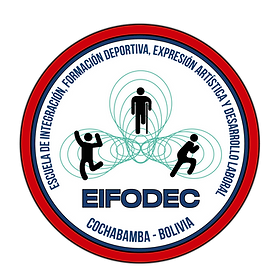 ESCUELA DE INTEGRACIÓN, FORMACIÓN DEPORTIVA, EXPRESIÓN ARTÍSTICA Y DESARROLLO LABORAL
EIFODEC
COCHABAMBA - BOLIVIA